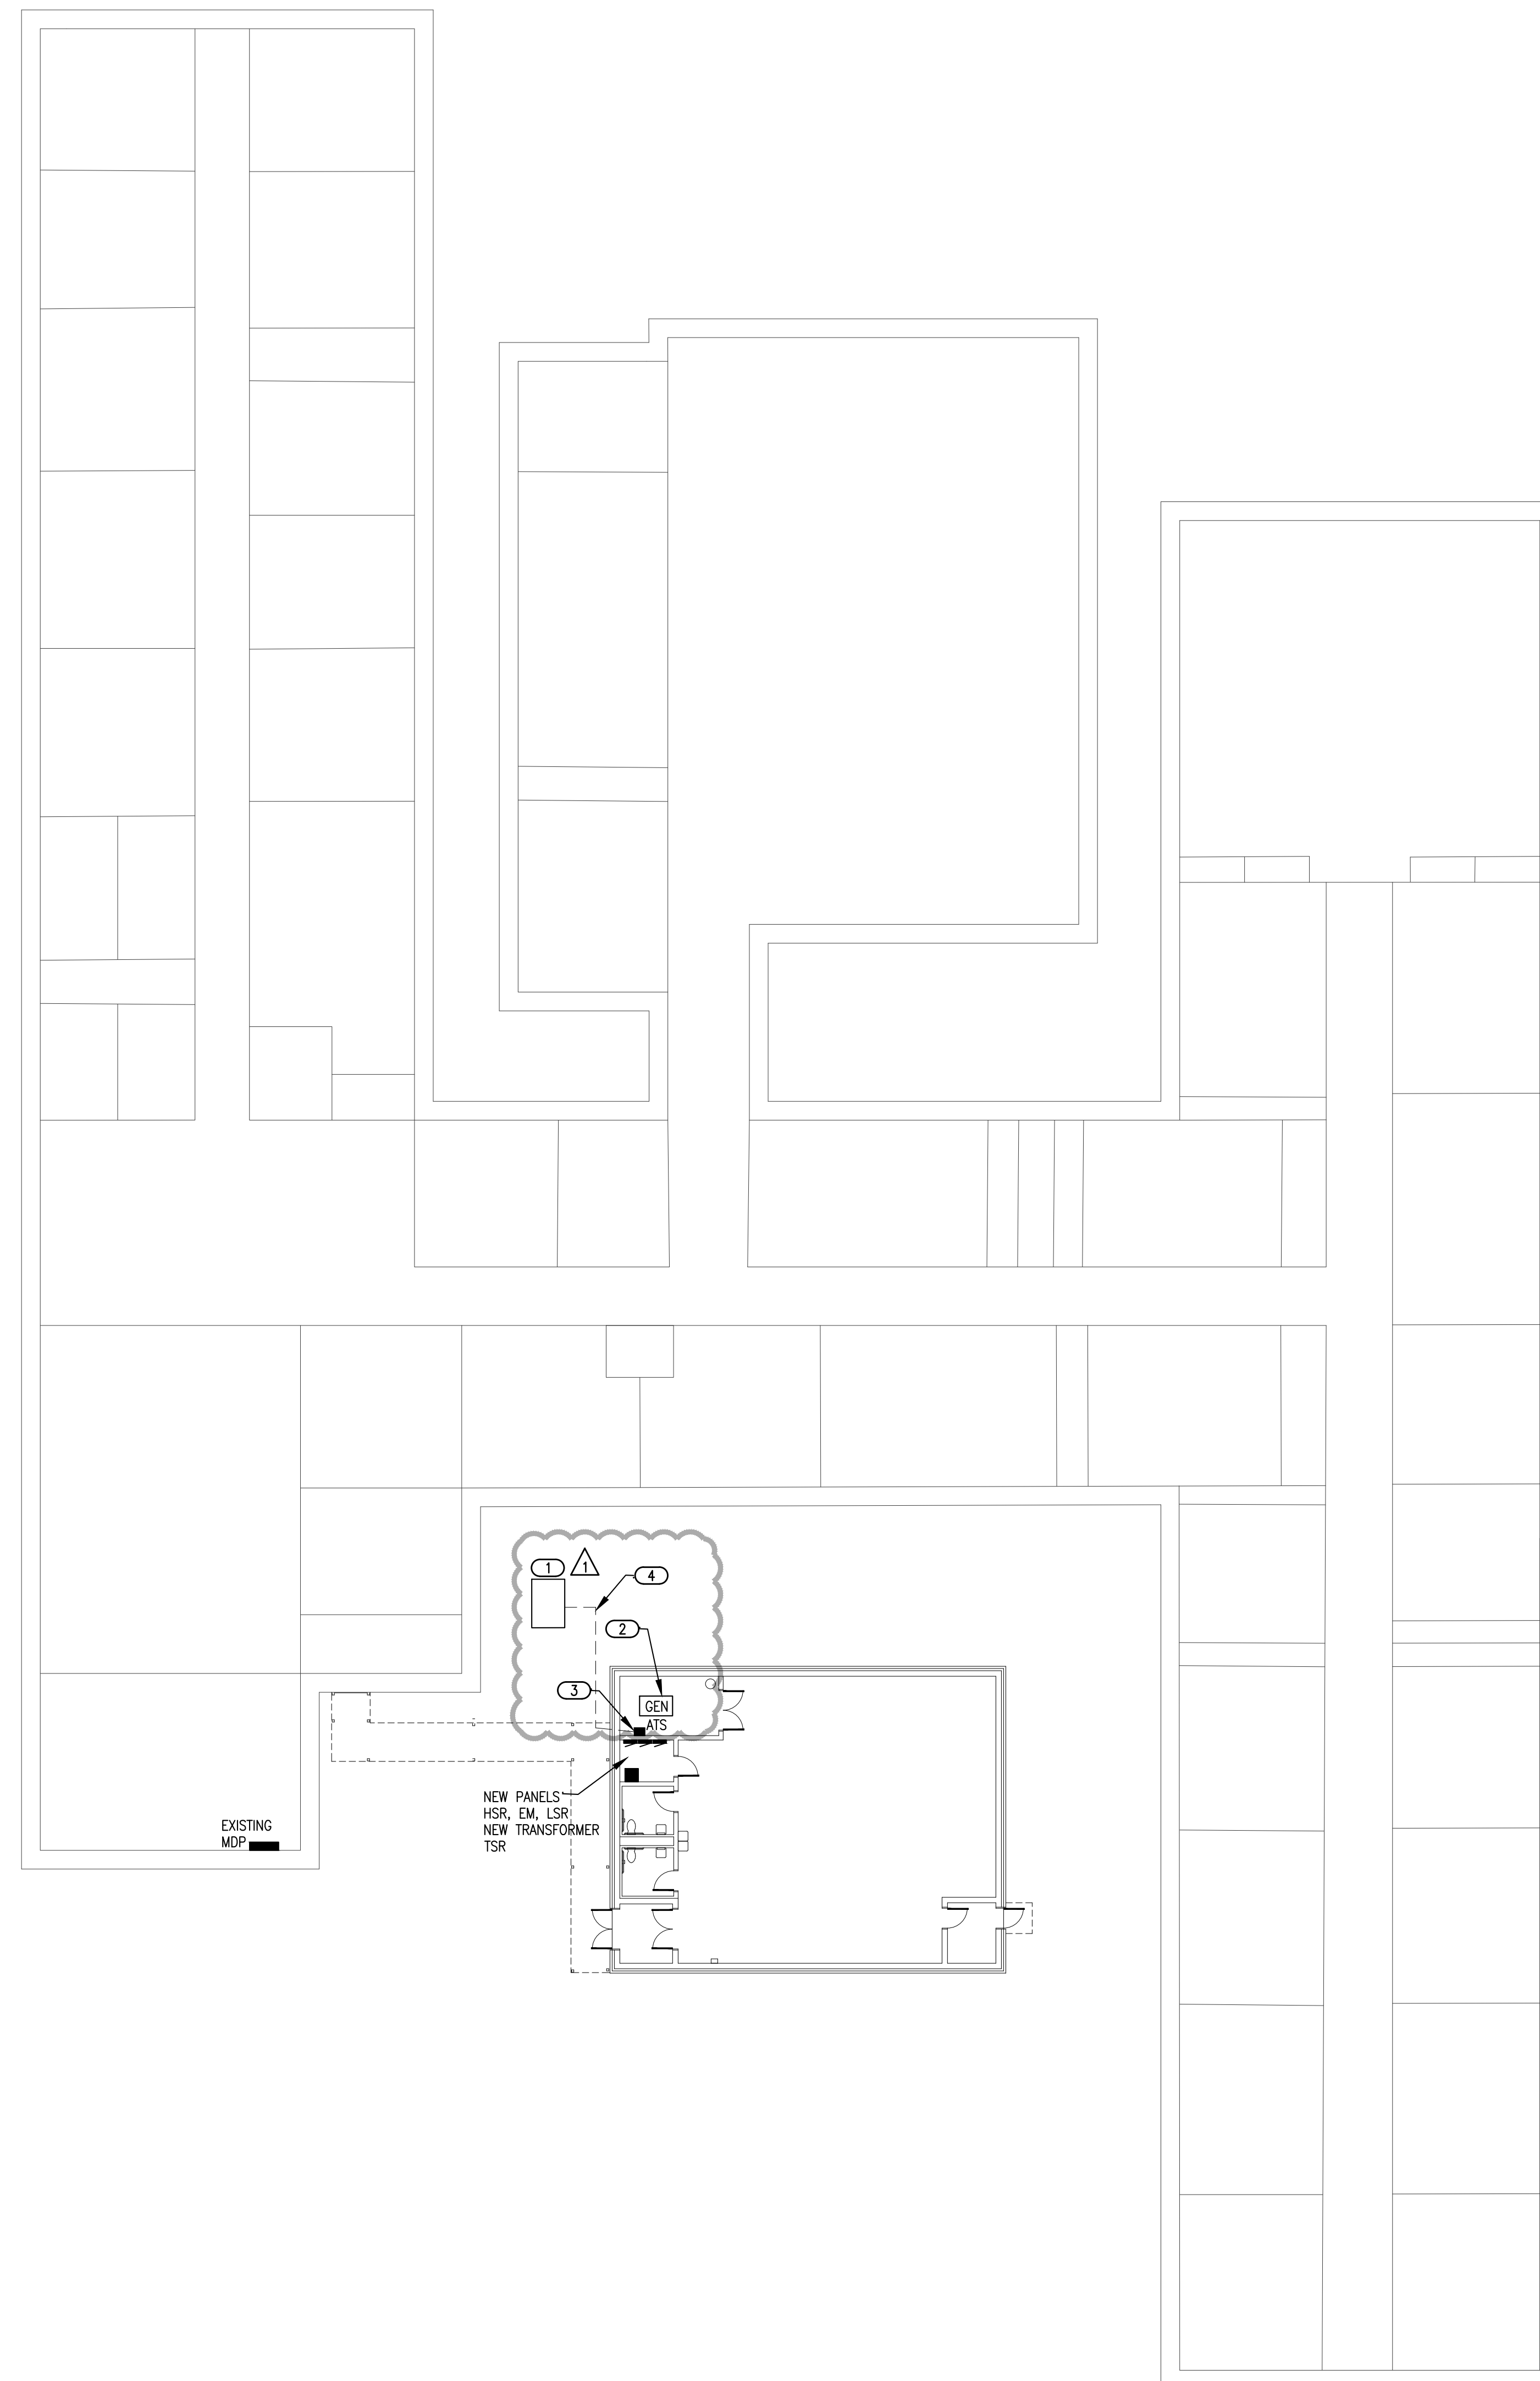 1
1
4
2
3
GEN
ATS
NEW PANELS
HSR, EM, LSR
NEW TRANSFORMER
TSR
EXISTING
MDP